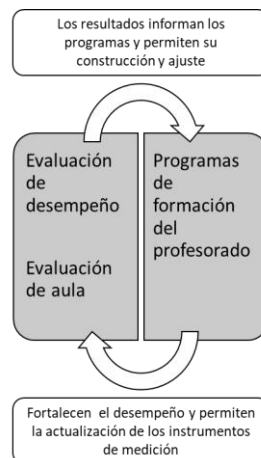 Los resultados informan los
programas y permiten su
construcción y ajuste
Evaluación
de
desempeño
Evaluación
de aula
Programas
de
formación
del
profesorado
Fortalecen el desempeño y permiten
la actualización de los instrumentos
de medición